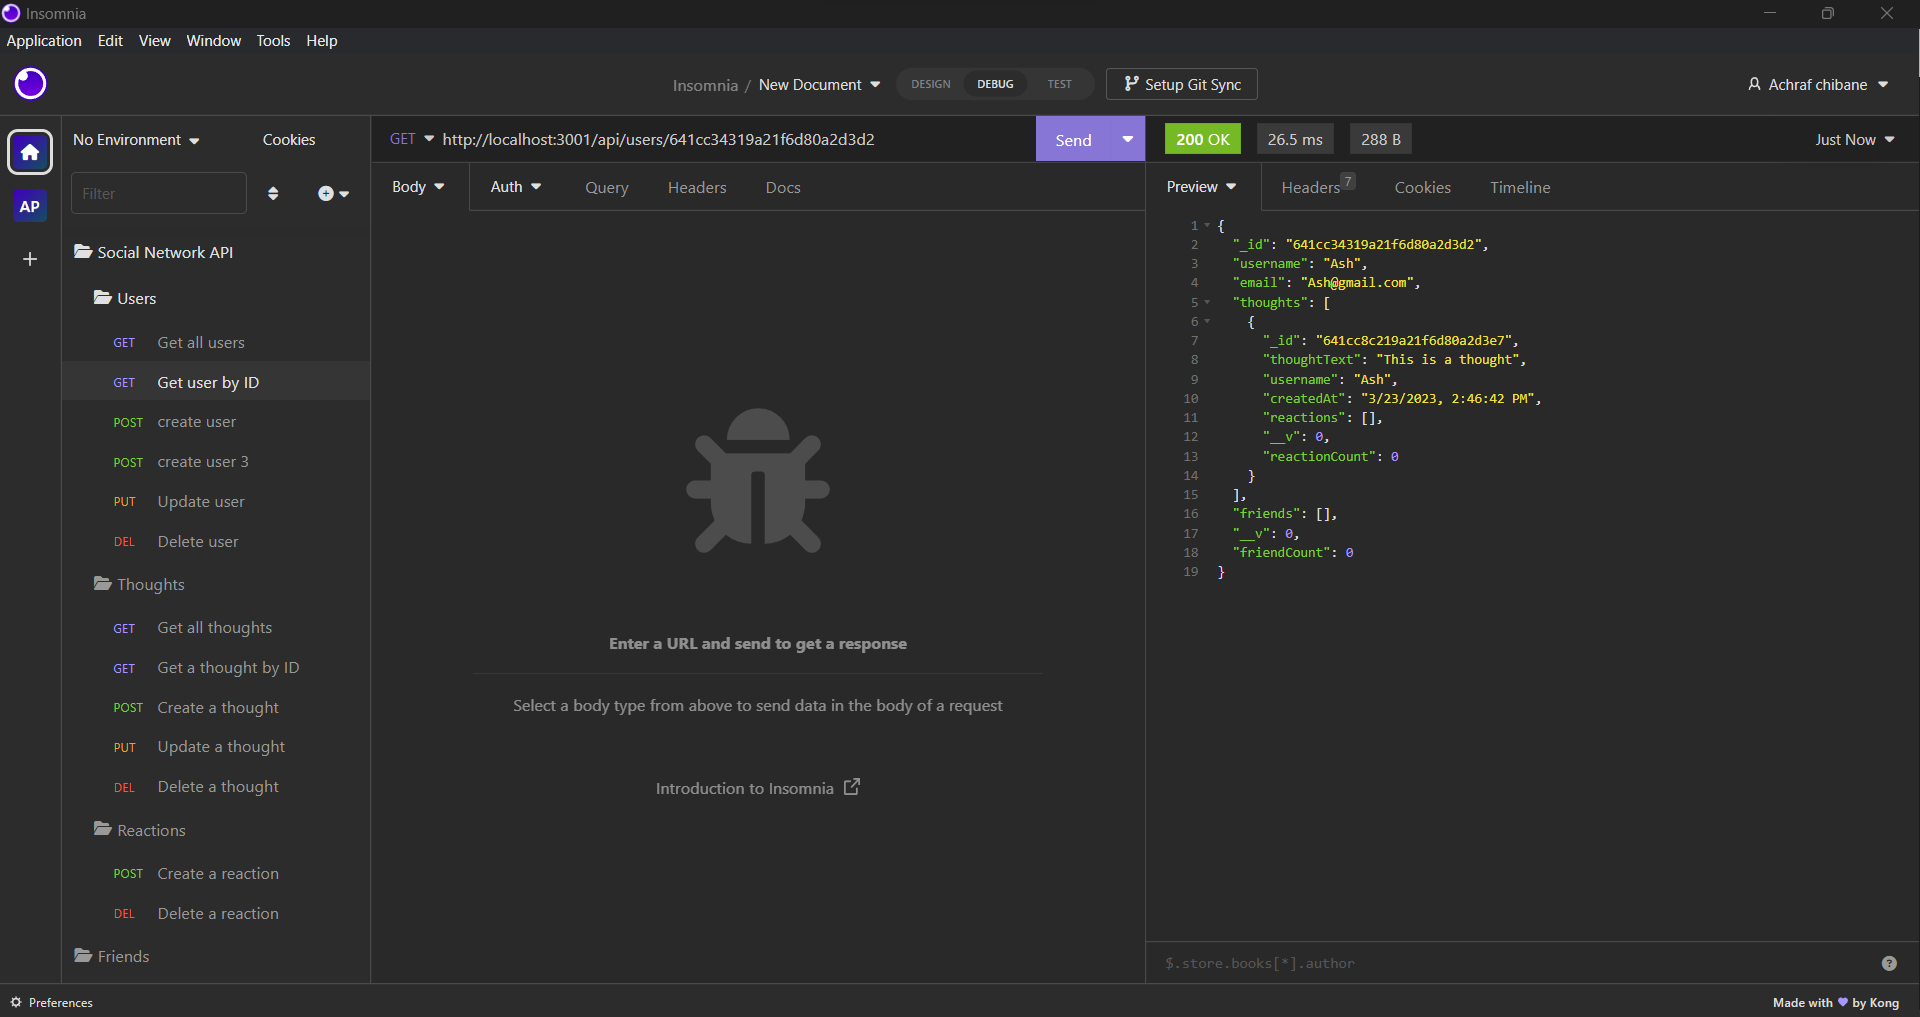 Insomnia
Application Edit View Window Tools Help
Insomnia / New Document DESIGN DEBUG TEST Setup Git Sync Achraf chibane
AP
No Environment Cookies
Filter
Social Network API
Users
GET Get all users
GET Get user by ID
POST create user
POST create user 3
PUT Update user
DEL Delete user
Thoughts
GET Get all thoughts
GET Get a thought by ID
POST Create a thought
PUT Update a thought
DEL Delete a thought
Reactions
POST Create a reaction
DEL Delete a reaction
Friends
GET http://localhost:3001/api/users/641cc34319a21f6d80a2d3d2 Send
Body Auth Query Headers Docs
Enter a URL and send to get a response
Select a body type from above to send data in the body of a request
Introduction to Insomnia
200 OK 26.5 ms 288 B Just Now
Preview Headers 7 Cookies Timeline
1 {
2 "_id": "641cc34319a21f6d80a2d3d2",
3 "username": "Ash",
4 "email": "Ash@gmail.com",
5 "thoughts": [
6 {
7 "_id": "641cc8c219a21f6d80a2d3e7",
8 "thoughtText": "This is a thought",
9 "username": "Ash",
10 "createdAt": "3/23/2023, 2:46:42 PM",
11 "reactions": [],
12 "__v": 0,
13 "reactionCount": 0
14 }
15 ],
16 "friends": [],
17 "__v": 0,
18 "friendCount": 0
19 }
$.store.books[*].author ?
Preferences Made with by Kong